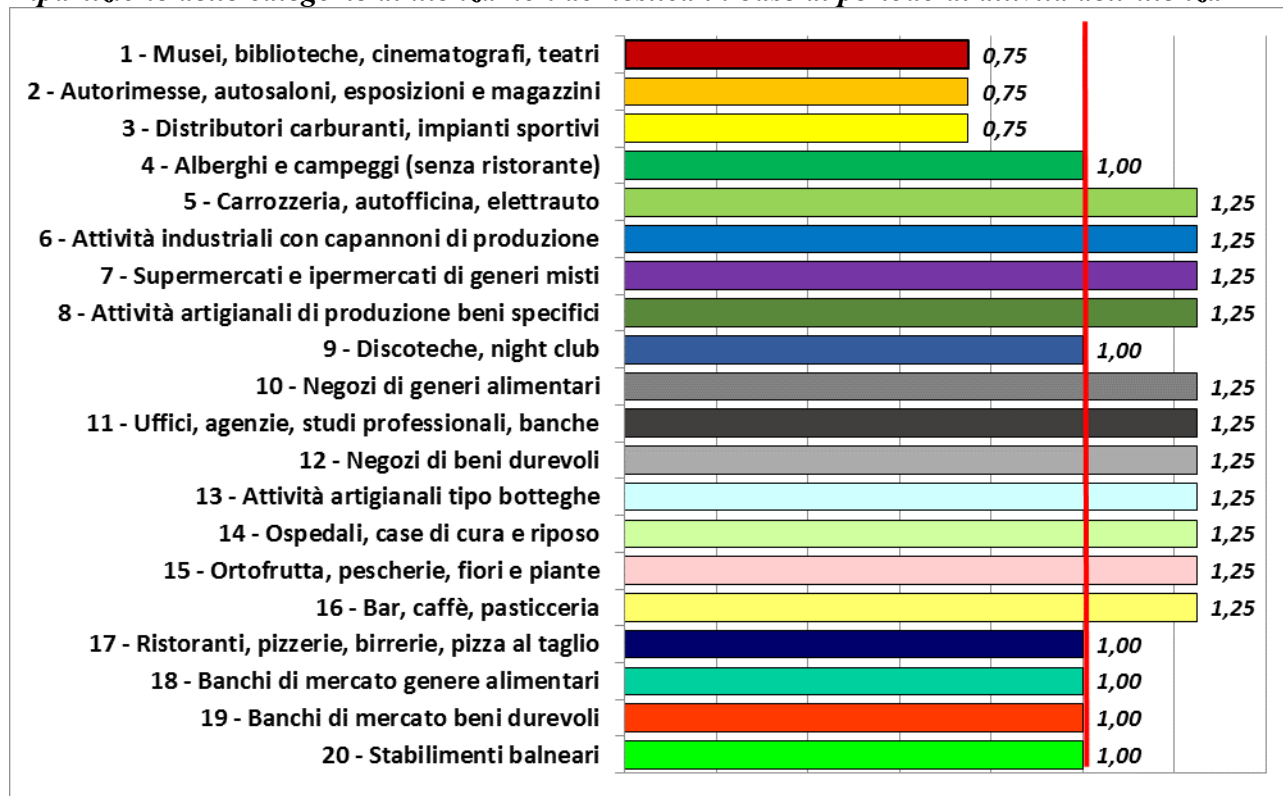 1 - Musei, biblioteche, cinematografi, teatri 0,75
2 - Autorimesse, autosaloni, esposizioni e magazzini 0,75
3 - Distributori carburanti, impianti sportivi 0,75
4 - Alberghi e campeggi (senza ristorante) 1,00
5 - Carrozzeria, autofficina, elettrauto 1,25
6 - Attività industriali con capannoni di produzione 1,25
7 - Supermercati e ipermercati di generi misti 1,25
8 - Attività artigianali di produzione beni specifici 1,25
9 - Discoteche, night club 1,00
10 - Negozi di generi alimentari 1,25
11 - Uffici, agenzie, studi professionali, banche 1,25
12 - Negozi di beni durevoli 1,25
13 - Attività artigianali tipo botteghe 1,25
14 - Ospedali, case di cura e riposo 1,25
15 - Ortofrutta, pescherie, fiori e piante 1,25
16 - Bar, caffè, pasticceria 1,25
17 - Ristoranti, pizzerie, birrerie, pizza al taglio 1,00
18 - Banchi di mercato genere alimentari 1,00
19 - Banchi di mercato beni durevoli 1,00
20 - Stabilimenti balneari 1,00